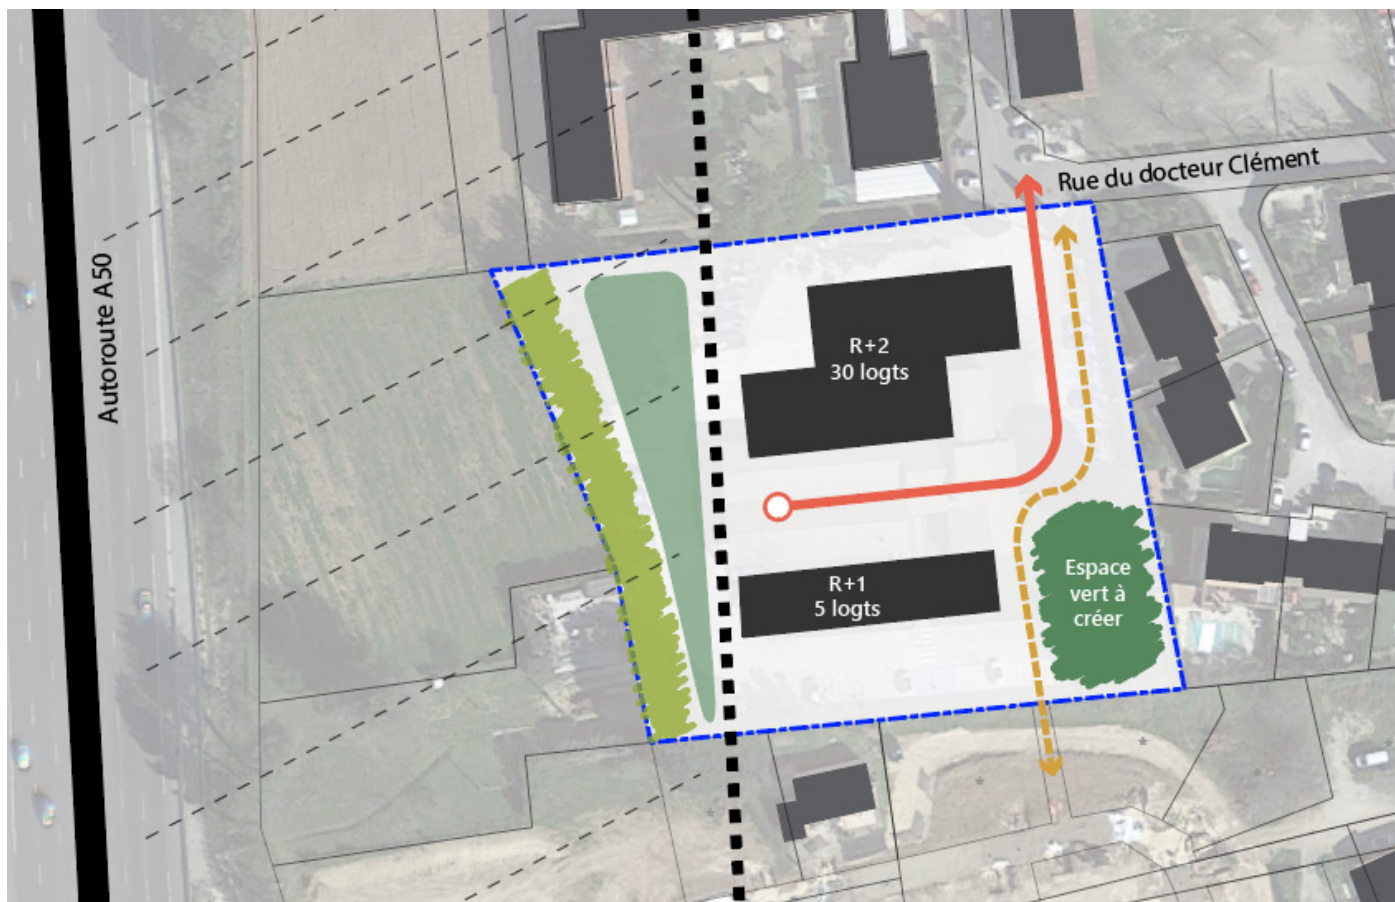 Rue du docteur Clément
Autoroute A50
R+2
30 logts
R+1
5 logts
Espace
vert à
créer